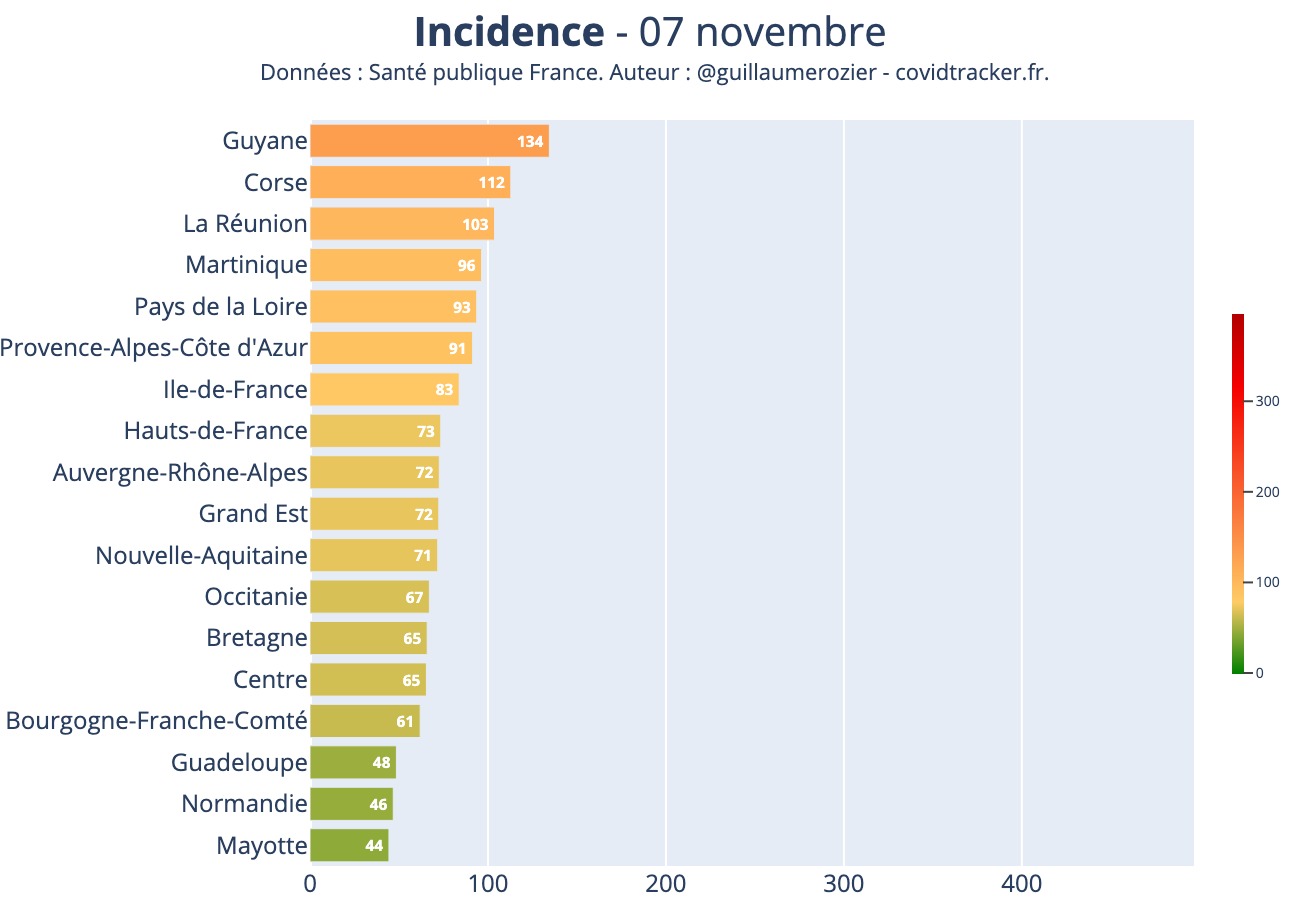 Incidence - 07 novembre
Données : Santé publique France. Auteur : @guillaumerozier - covidtracker.fr.
Guyane 134
Corse 112
La Réunion 103
Martinique 96
Pays de la Loire 93
Provence-Alpes-Côte d'Azur 91
Ile-de-France 83
Hauts-de-France 73
Auvergne-Rhône-Alpes 72
Grand Est 72
Nouvelle-Aquitaine 71
Occitanie 67
Bretagne 65
Centre 65
Bourgogne-Franche-Comté 61
Guadeloupe 48
Normandie 46
Mayotte 44
0 100 200 300 400
300
200
100
0